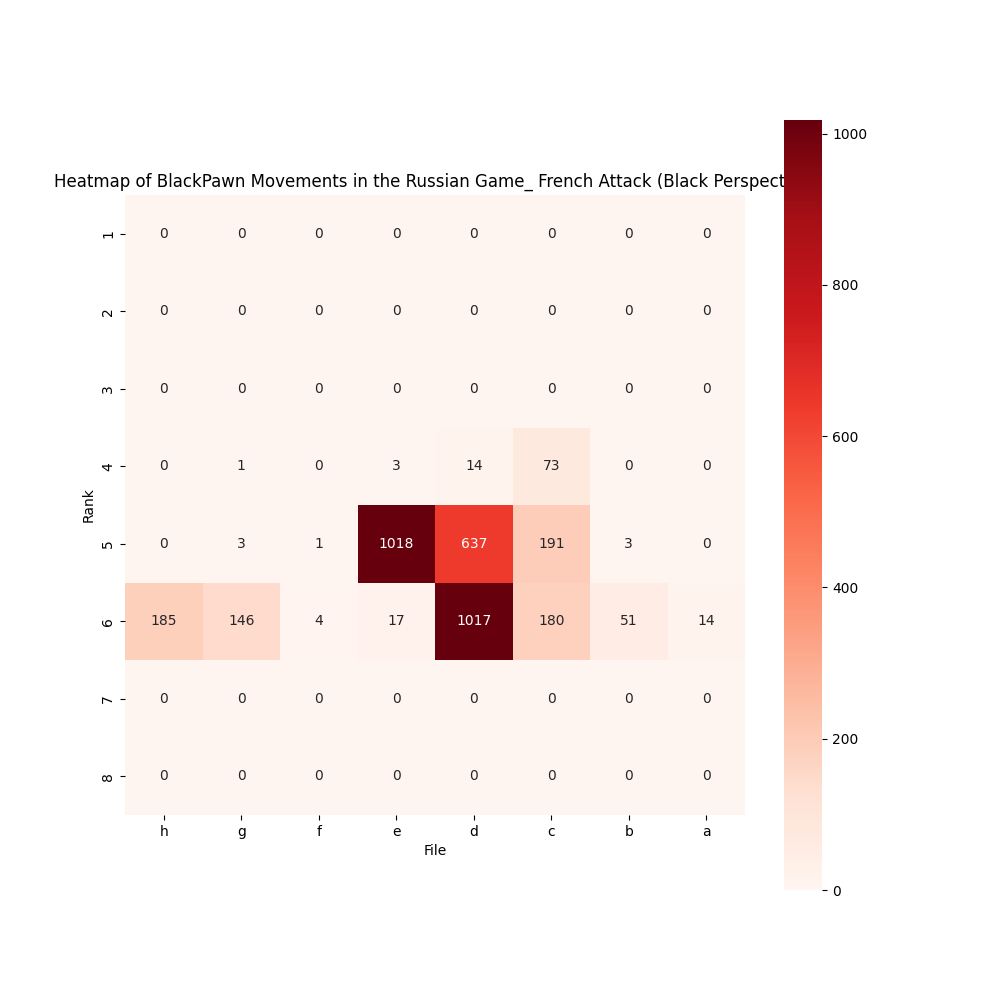 Heatmap of BlackPawn Movements in the Russian Game_ French Attack (Black Perspect
1 0 0 0 0 0 0 0 0
2 0 0 0 0 0 0 0 0
3 0 0 0 0 0 0 0 0
4 0 1 0 3 14 73 0 0
5 0 3 1 1018 637 191 3 0
6 185 146 4 17 1017 180 51 14
7 0 0 0 0 0 0 0 0
8 0 0 0 0 0 0 0 0
Rank
h g f e d c b a
File
1000
800
600
400
200
0